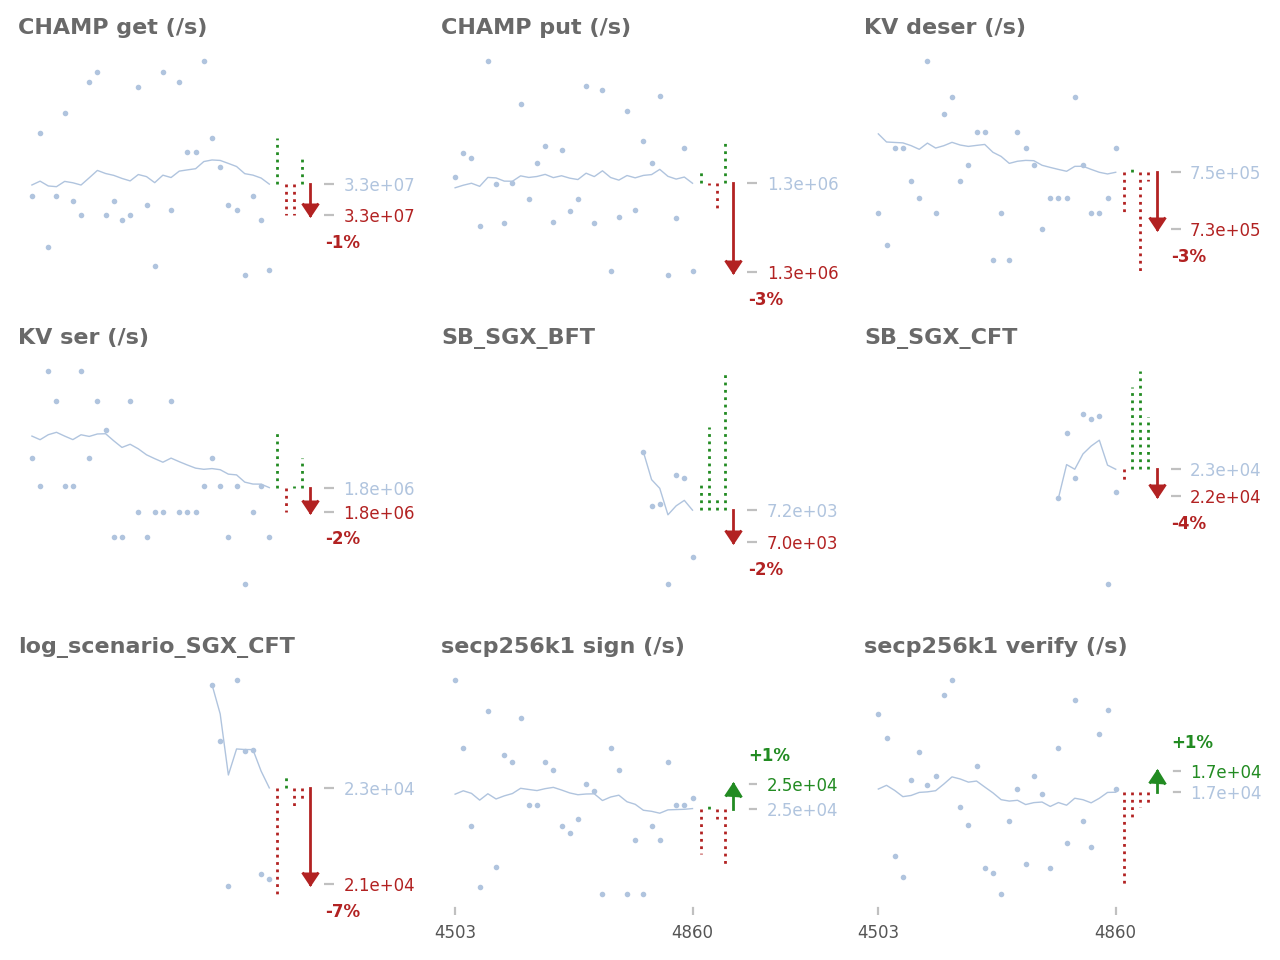 CHAMP get (/s)
3.3e+07
3.3e+07
-1%
CHAMP put (/s)
1.3e+06
1.3e+06
-3%
KV deser (/s)
7.5e+05
7.3e+05
-3%
KV ser (/s)
1.8e+06
1.8e+06
-2%
SB_SGX_BFT
7.2e+03
7.0e+03
-2%
SB_SGX_CFT
2.3e+04
2.2e+04
-4%
log_scenario_SGX_CFT
2.3e+04
2.1e+04
-7%
secp256k1 sign (/s)
+1%
2.5e+04
2.5e+04
4503 4860
secp256k1 verify (/s)
+1%
1.7e+04
1.7e+04
4503 4860